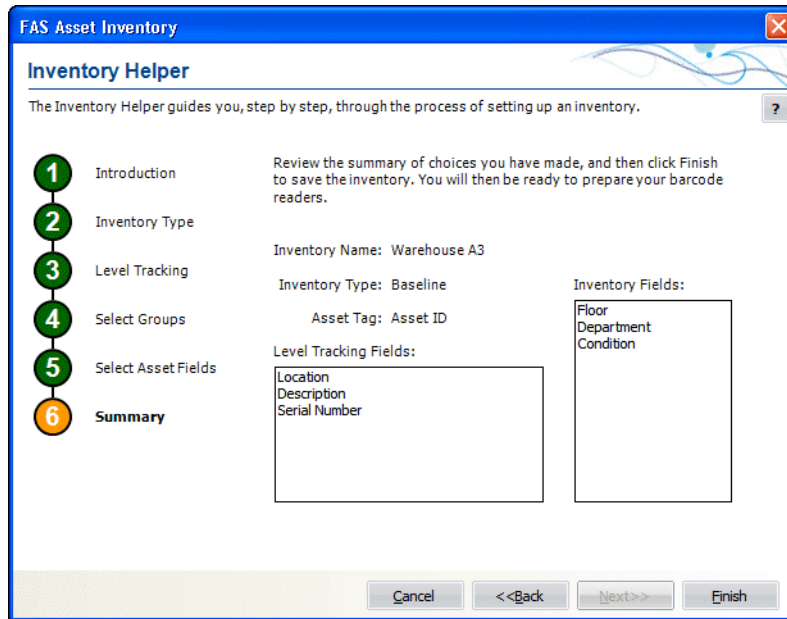 FAS Asset Inventory
Inventory Helper
The Inventory Helper guides you, step by step, through the process of setting up an inventory.
?
1 Introduction
2 Inventory Type
3 Level Tracking
4 Select Groups
5 Select Asset Fields
6 Summary
Review the summary of choices you have made, and then click Finish
to save the inventory. You will then be ready to prepare your barcode
readers.
Inventory Name: Warehouse A3
Inventory Type: Baseline
Asset Tag: Asset ID
Level Tracking Fields:
Location
Description
Serial Number
Inventory Fields:
Floor
Department
Condition
Cancel
<<Back
Next>>
Finish